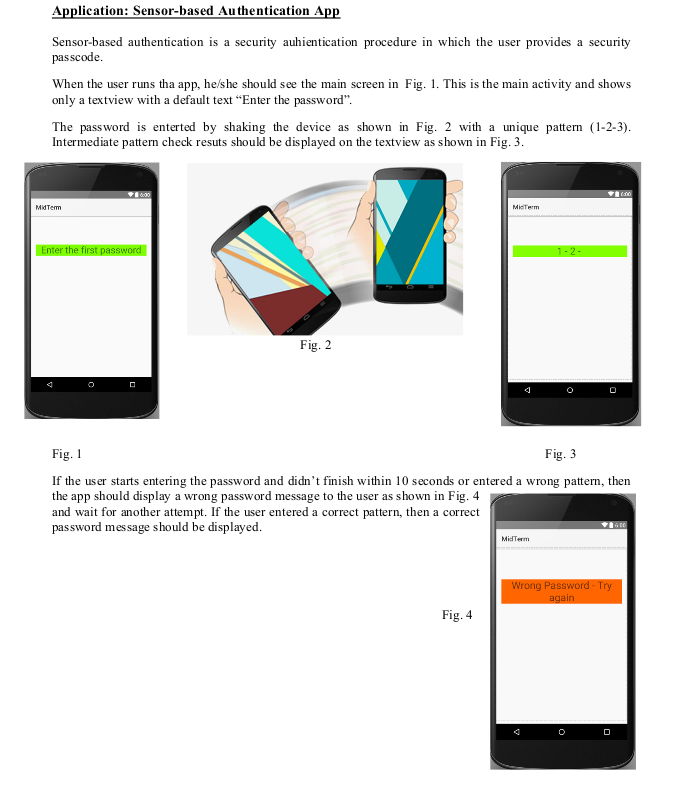 Application: Sensor-based Authentication App
Sensor-based authentication is a security auhientication procedure in which the user provides a security
passcode.
When the user runs tha app, he/she should see the main screen in Fig. 1. This is the main activity and shows
only a textview with a default text “Enter the password”.
The password is enterted by shaking the device as shown in Fig. 2 with a unique pattern (1-2-3).
Intermediate pattern check resuts should be displayed on the textview as shown in Fig. 3.
6:00
MidTerm
Enter the first password
Fig. 2
6:00
MidTerm
1 - 2 -
Fig. 1
Fig. 3
If the user starts entering the password and didn’t finish within 10 seconds or entered a wrong pattern, then
the app should display a wrong password message to the user as shown in Fig. 4
and wait for another attempt. If the user entered a correct pattern, then a correct
password message should be displayed.
6:00
MidTerm
Wrong Password - Try
again
Fig. 4